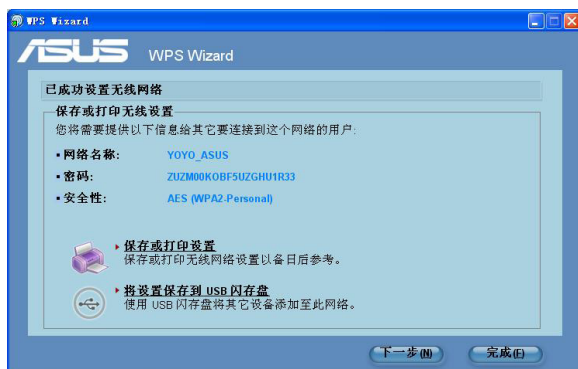 WPS Wizard
ASUS WPS Wizard
已成功设置无线网络
保存或打印无线设置
您将需要提供以下信息给其它要连接到这个网络的用户:
▪网络名称: YOYO_ASUS
▪密码: ZUZM00KOBF5UZGHU1R33
▪安全性: AES (WPA2-Personal)
保存或打印设置
保存或打印无线网络设置以备日后参考。
将设置保存到 USB 闪存盘
使用 USB 闪存盘将其它设备添加至此网络。
下一步(N) 完成(F)